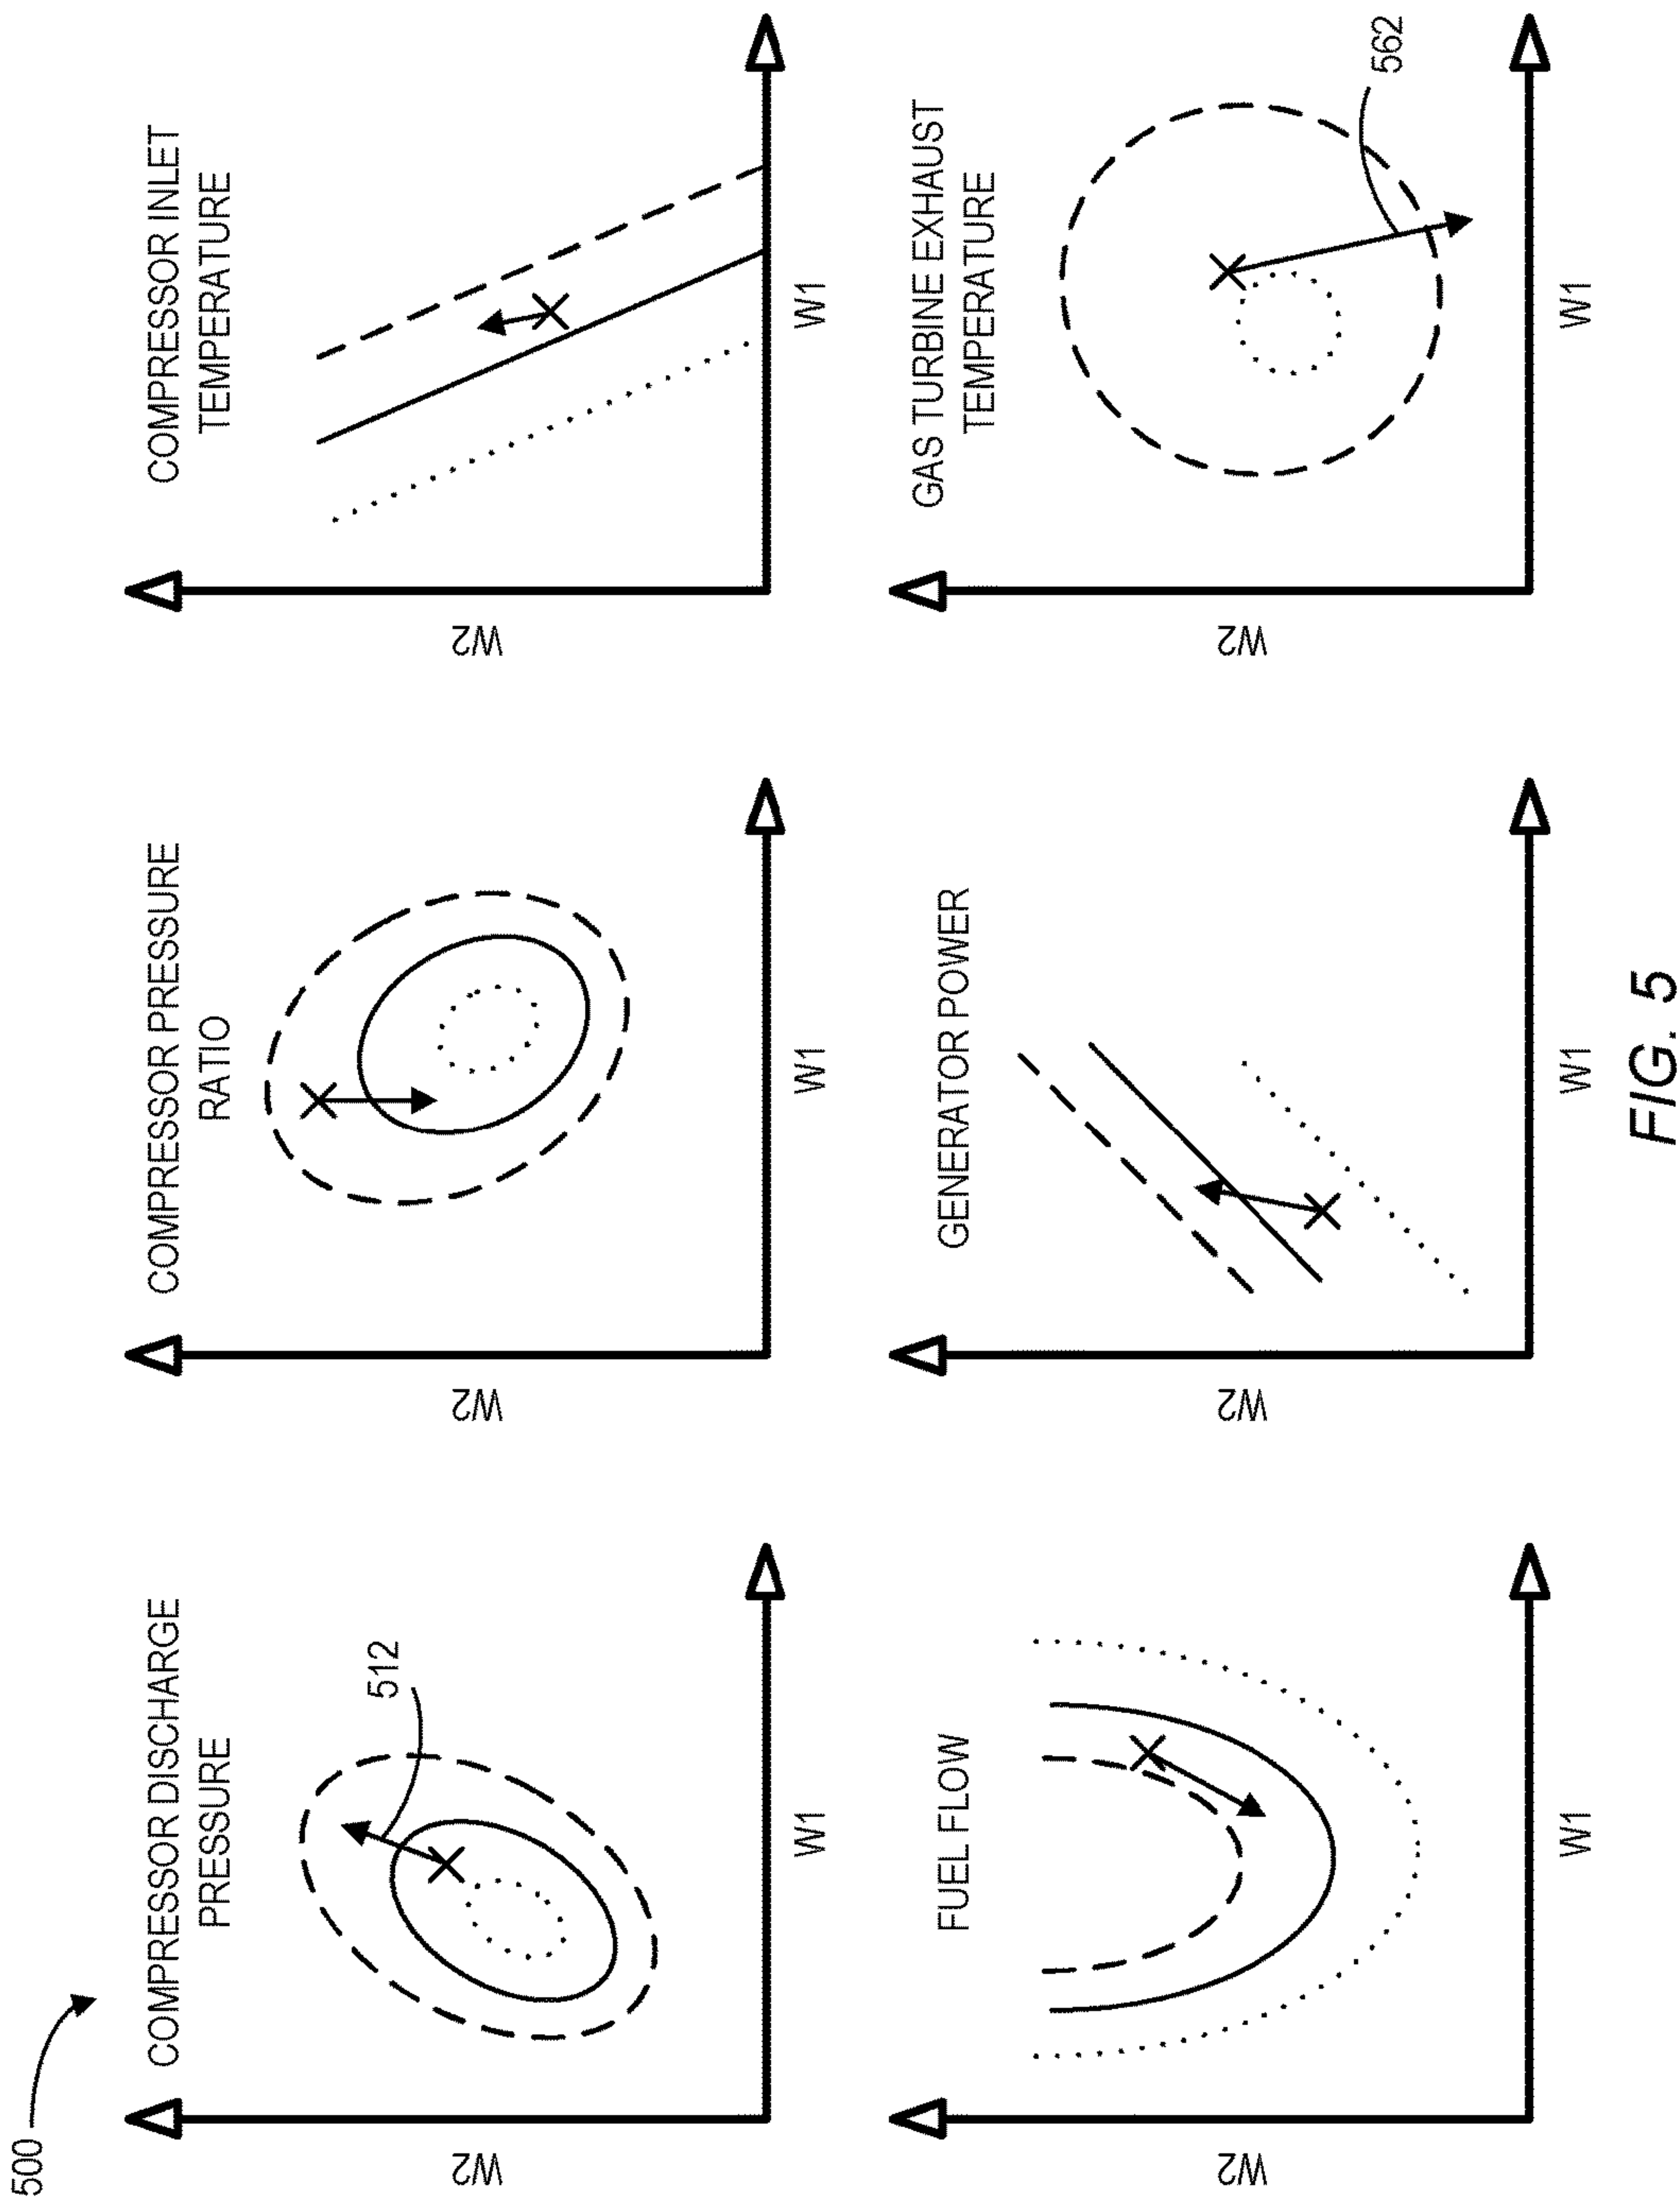 500
COMPRESSOR DISCHARGE
PRESSURE
512
W2
W1
COMPRESSOR PRESSURE
RATIO
W2
W1
COMPRESSOR INLET
TEMPERATURE
W2
W1
FUEL FLOW
W2
W1
GENERATOR POWER
W2
W1
GAS TURBINE EXHAUST
TEMPERATURE
562
W2
W1
FIG. 5